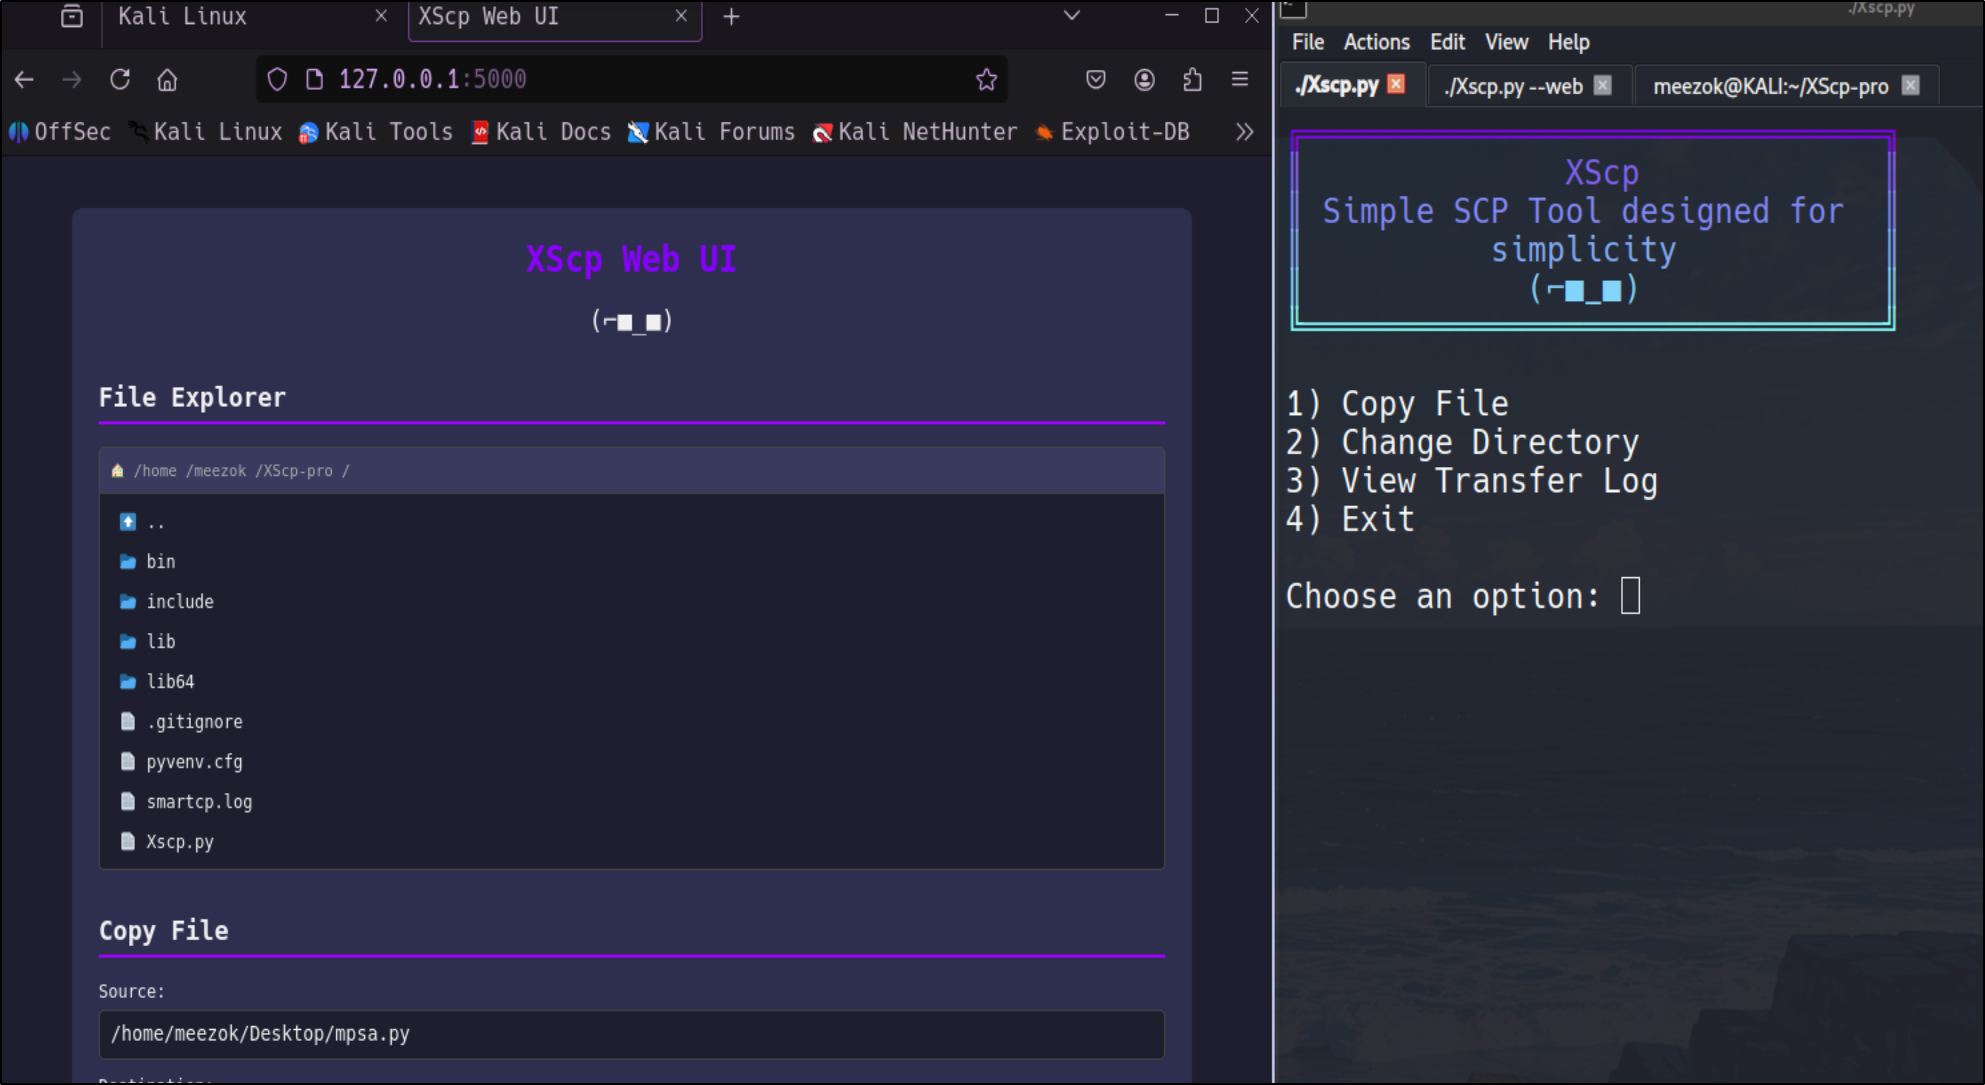 Kali Linux
XScp Web UI
127.0.0.1:5000
OffSec Kali Linux Kali Tools Kali Docs Kali Forums Kali NetHunter Exploit-DB
XScp Web UI
(⌐■_■)
File Explorer
/home /meezok /XScp-pro /
..
bin
include
lib
lib64
.gitignore
pyvenv.cfg
smartcp.log
Xscp.py
Copy File
Source:
/home/meezok/Desktop/mpsa.py
Destination:
./Xscp.py
File Actions Edit View Help
./Xscp.py ./Xscp.py --web meezok@KALI:~/XScp-pro
XScp
Simple SCP Tool designed for
simplicity
(⌐■_■)
1) Copy File
2) Change Directory
3) View Transfer Log
4) Exit
Choose an option: